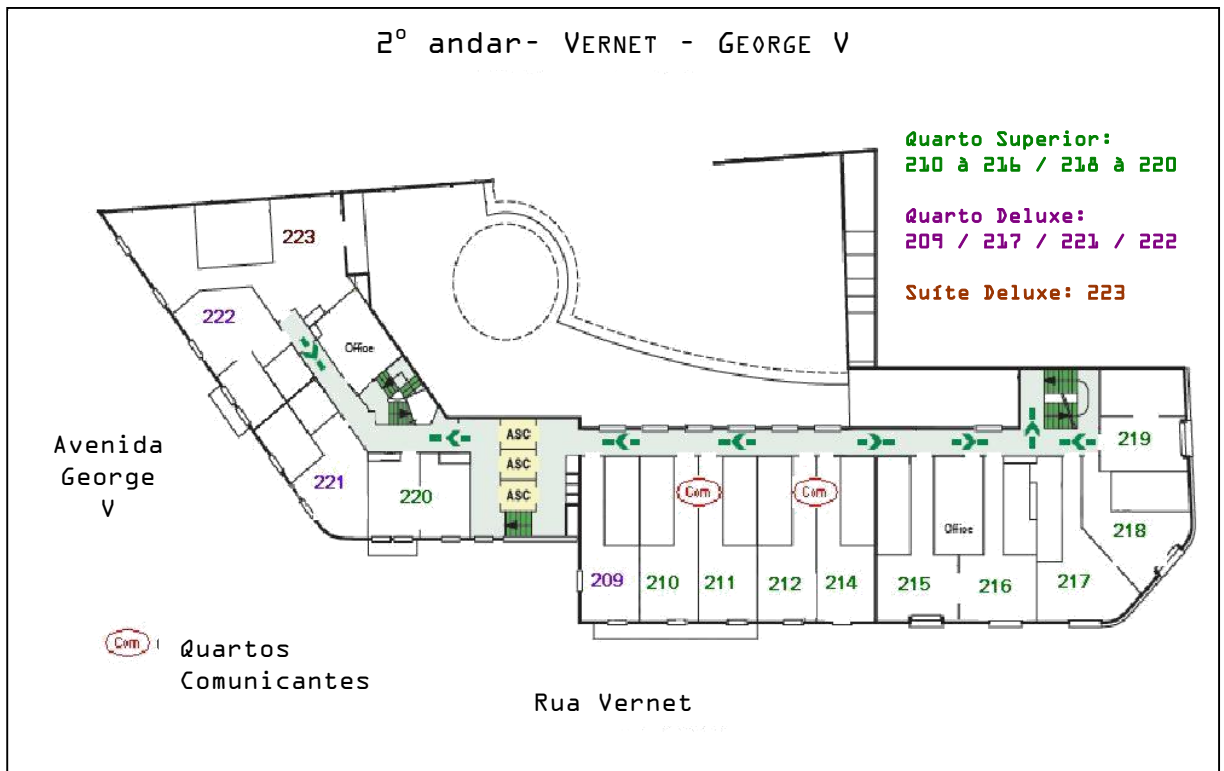 2° andar- VERNET - GEORGE V
Quarto Superior:
210 à 216 / 218 à 220
Quarto Deluxe:
209 / 217 / 221 / 222
Suíte Deluxe: 223
223
222
Office
ASC
ASC
ASC
Avenida
George
V
221
220
219
218
Com
Com
Office
209
210
211
212
214
215
216
217
Com
Quartos
Comunicantes
Rua Vernet